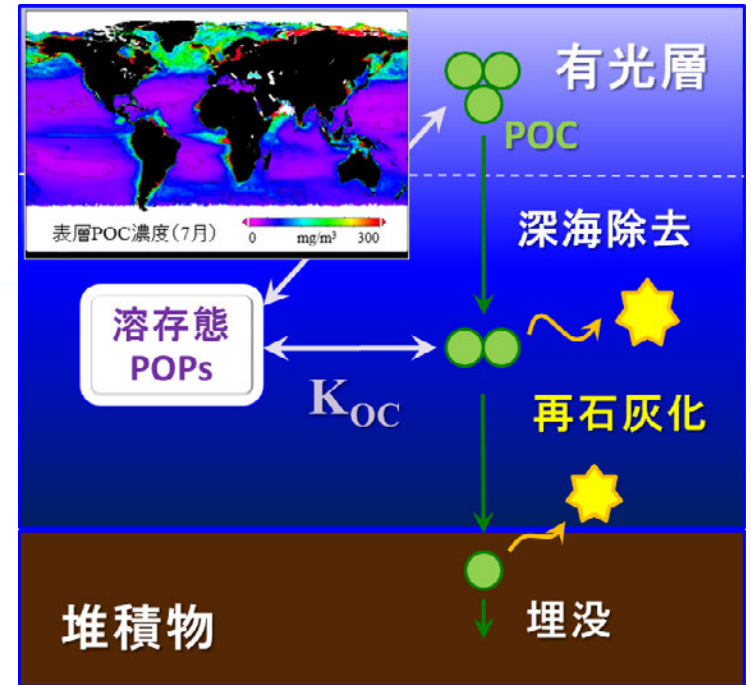 有光層
POC
表層POC濃度(7月)
0 mg/m³ 300
深海除去
溶存態
POPs
K_OC
再石灰化
堆積物
埋没